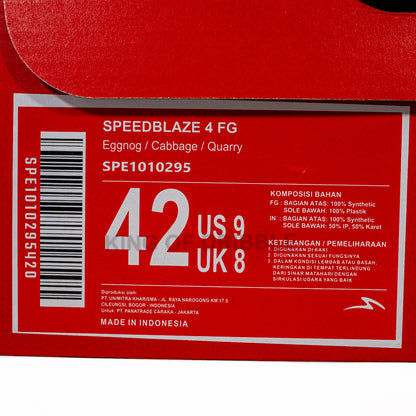 SPEEDBLAZE 4 FG
Eggnog / Cabbage / Quarry
SPE1010295
SPE1010295420
42
US 9
UK 8
KING OF DRIBBLE
KOMPOSISI BAHAN
FG : BAGIAN ATAS: 100% Synthetic
SOLE BAWAH: 100% Plastik
IN : BAGIAN ATAS: 100% Synthetic
SOLE BAWAH: 50% IP, 50% Karet
KETERANGAN / PEMELIHARAAN
1. DIGUNAKAN DI KAKI
2. DIGUNAKAN SESUAI FUNGSINYA
3. DALAM KONDISI LEMBAB ATAU BASAH,
KERINGKAN DI TEMPAT TERLINDUNG
DARI SINAR MATAHARI DENGAN
SIRKULASI UDARA YANG BAIK
Diproduksi oleh:
PT. UNIMITRA KHARISMA - JL. RAYA NAROGONG KM 17 5
CILEUNGSI, BOGOR - INDONESIA
Untuk: PT. PANATRADE CARAKA - JAKARTA
MADE IN INDONESIA